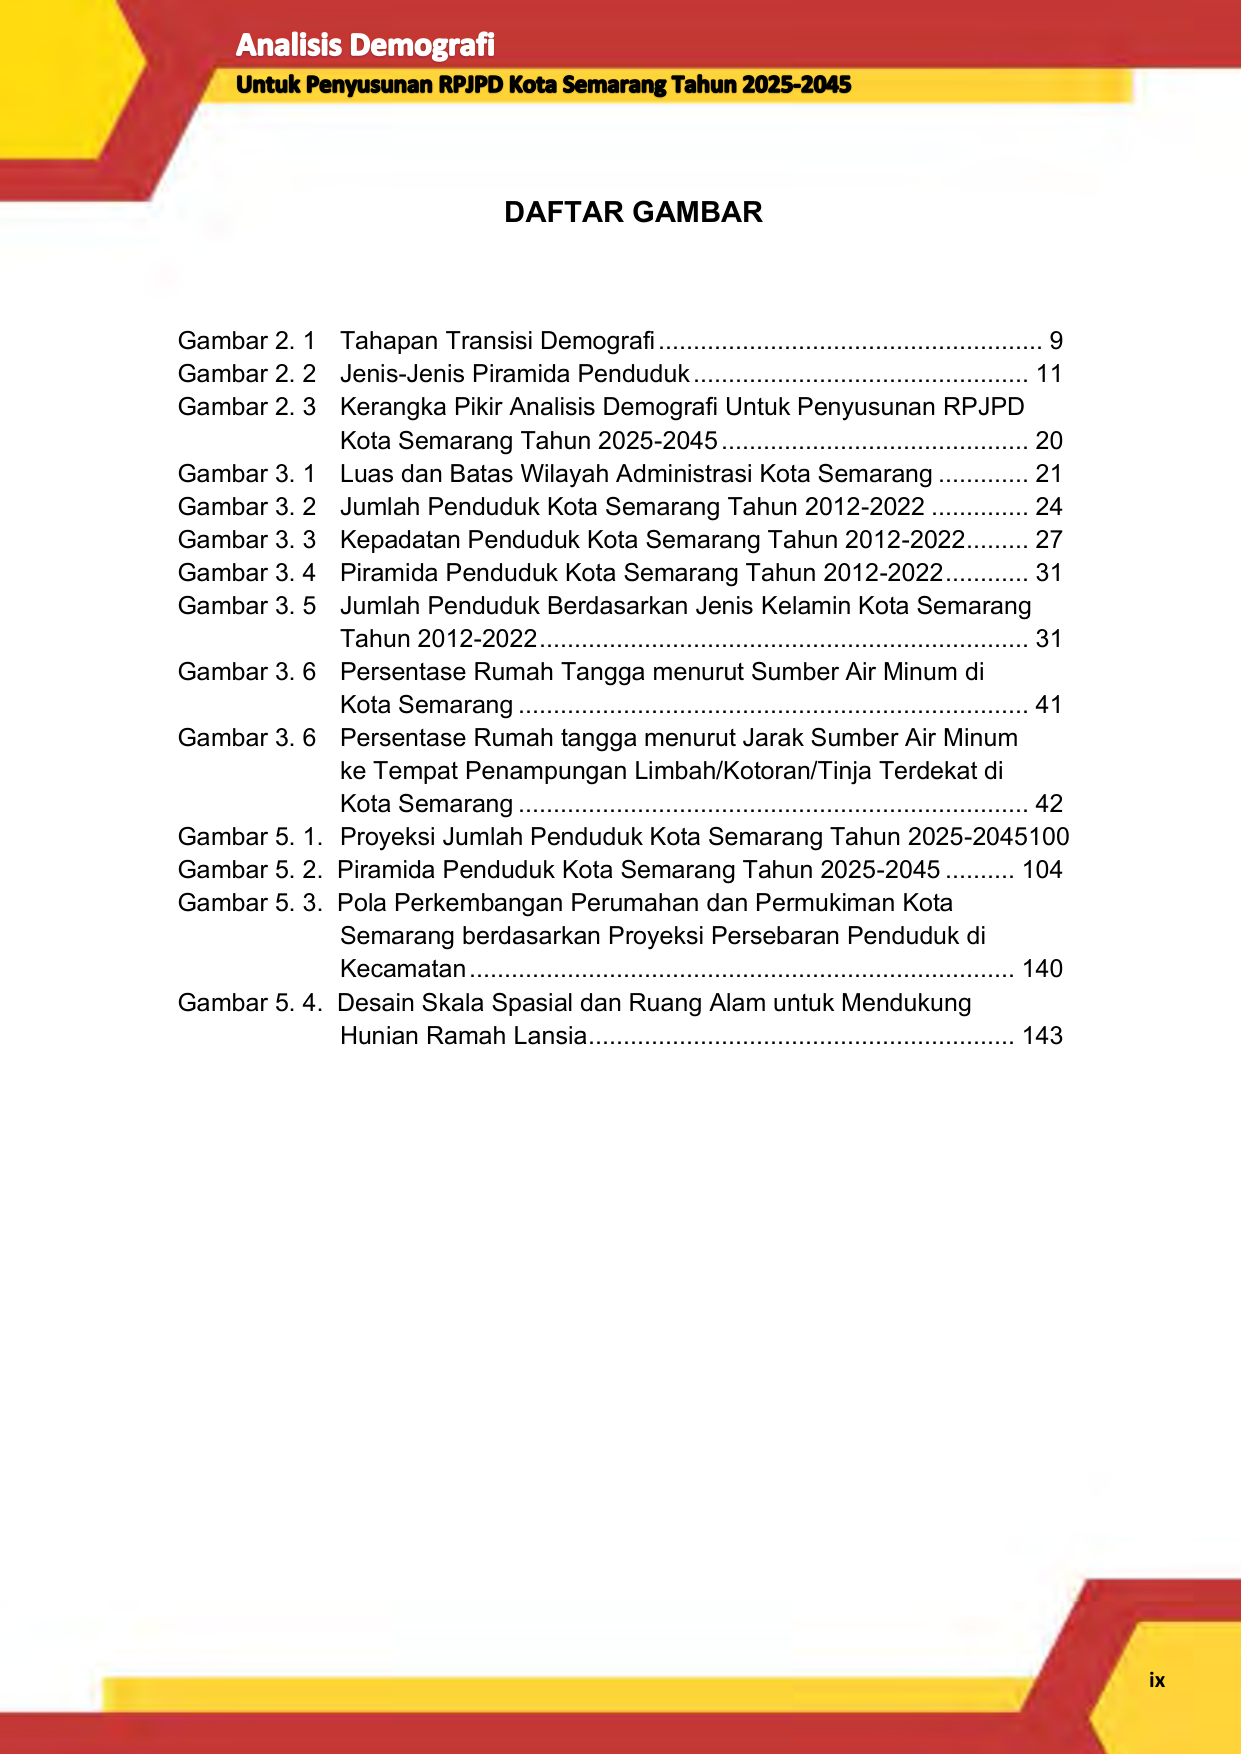 Analisis Demografi
Untuk Penyusunan RPJPD Kota Semarang Tahun 2025-2045
DAFTAR GAMBAR
Gambar 2. 1 Tahapan Transisi Demografi ....................................................... 9
Gambar 2. 2 Jenis-Jenis Piramida Penduduk ................................................ 11
Gambar 2. 3 Kerangka Pikir Analisis Demografi Untuk Penyusunan RPJPD
Kota Semarang Tahun 2025-2045 ............................................ 20
Gambar 3. 1 Luas dan Batas Wilayah Administrasi Kota Semarang ............. 21
Gambar 3. 2 Jumlah Penduduk Kota Semarang Tahun 2012-2022 .............. 24
Gambar 3. 3 Kepadatan Penduduk Kota Semarang Tahun 2012-2022......... 27
Gambar 3. 4 Piramida Penduduk Kota Semarang Tahun 2012-2022............ 31
Gambar 3. 5 Jumlah Penduduk Berdasarkan Jenis Kelamin Kota Semarang
Tahun 2012-2022...................................................................... 31
Gambar 3. 6 Persentase Rumah Tangga menurut Sumber Air Minum di
Kota Semarang ......................................................................... 41
Gambar 3. 6 Persentase Rumah tangga menurut Jarak Sumber Air Minum
ke Tempat Penampungan Limbah/Kotoran/Tinja Terdekat di
Kota Semarang ......................................................................... 42
Gambar 5. 1. Proyeksi Jumlah Penduduk Kota Semarang Tahun 2025-2045100
Gambar 5. 2. Piramida Penduduk Kota Semarang Tahun 2025-2045 .......... 104
Gambar 5. 3. Pola Perkembangan Perumahan dan Permukiman Kota
Semarang berdasarkan Proyeksi Persebaran Penduduk di
Kecamatan .............................................................................. 140
Gambar 5. 4. Desain Skala Spasial dan Ruang Alam untuk Mendukung
Hunian Ramah Lansia............................................................. 143
ix